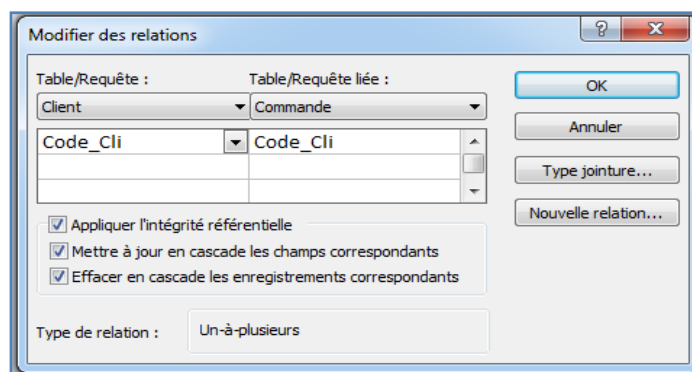 Modifier des relations
Table/Requête : Table/Requête liée :
Client Commande
Code_Cli Code_Cli
Appliquer l'intégrité référentielle
Mettre à jour en cascade les champs correspondants
Effacer en cascade les enregistrements correspondants
Type de relation : Un-à-plusieurs
OK
Annuler
Type jointure...
Nouvelle relation...